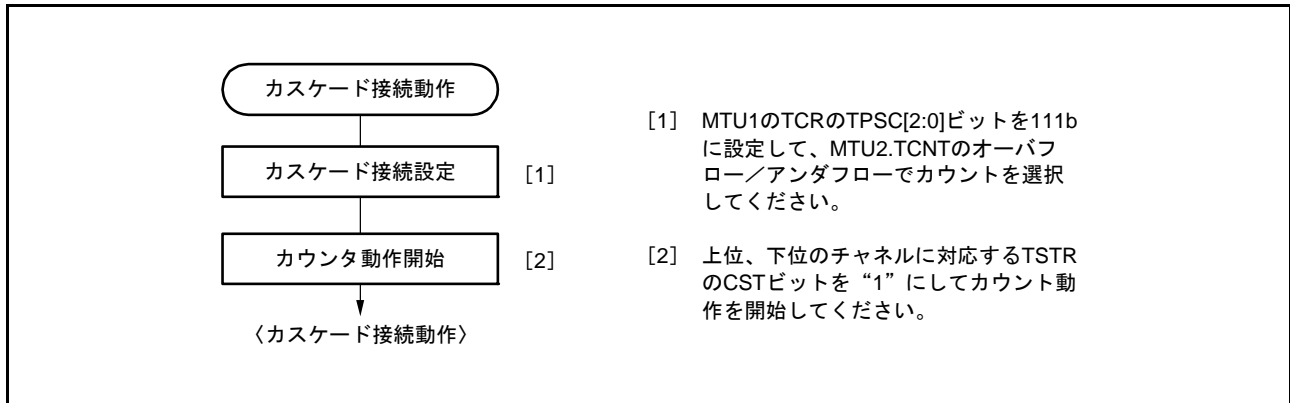 カスケード接続動作
カスケード接続設定
［1］
カウンタ動作開始
［2］
〈カスケード接続動作〉
［1］ MTU1のTCRのTPSC[2:0]ビットを111b
に設定して、MTU2.TCNTのオーバフ
ロー／アンダフローでカウントを選択
してください。
［2］ 上位、下位のチャネルに対応するTSTR
のCSTビットを“1”にしてカウント動
作を開始してください。